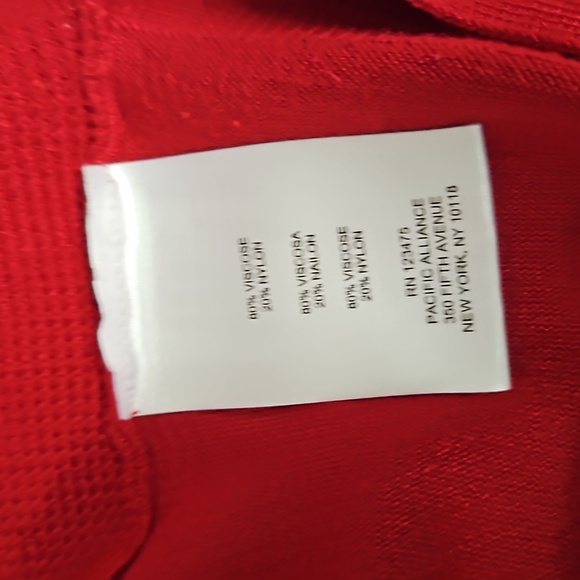 80% VISCOSE
20% NYLON
80% VISCOSA
20% NAILON
80% VISCOSE
20% NYLON
RN 123475
PACIFIC ALLIANCE
350 FIFTH AVENUE
NEW YORK, NY 10118